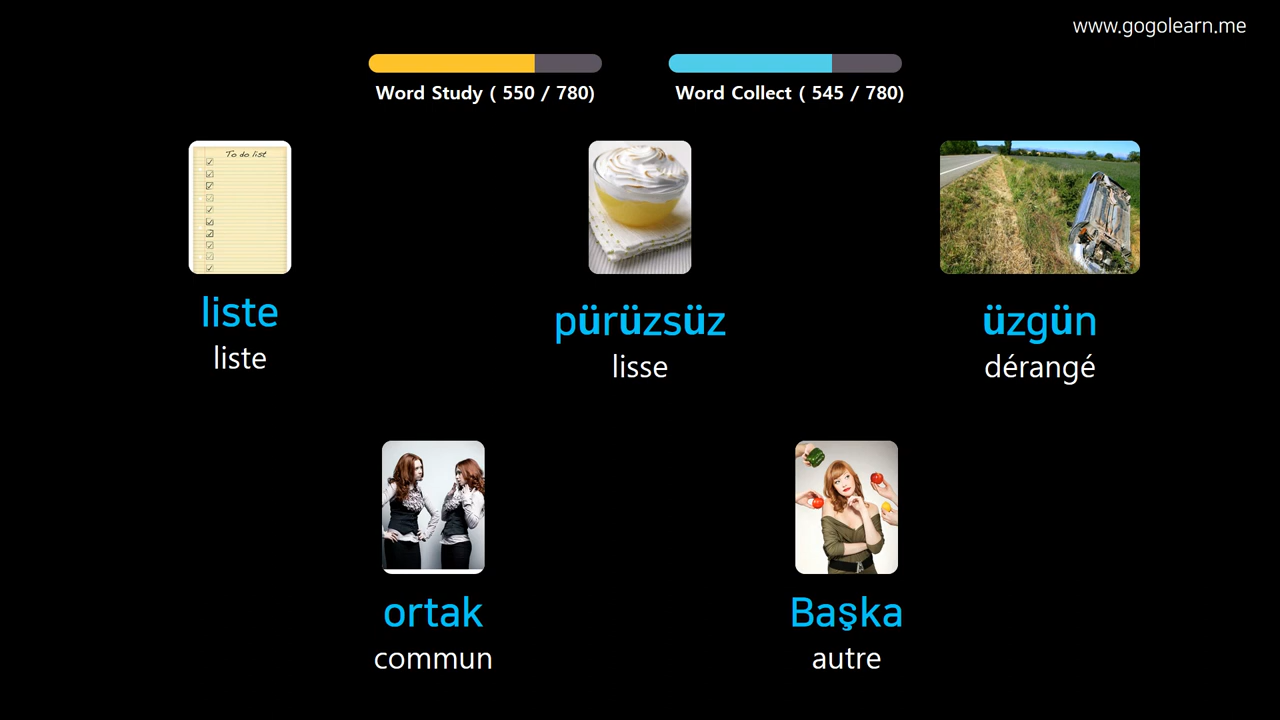 www.gogolearn.me
Word Study ( 550 / 780)
Word Collect ( 545 / 780)
To do list
liste
liste
pürüzsüz
lisse
üzgün
dérangé
ortak
commun
Başka
autre